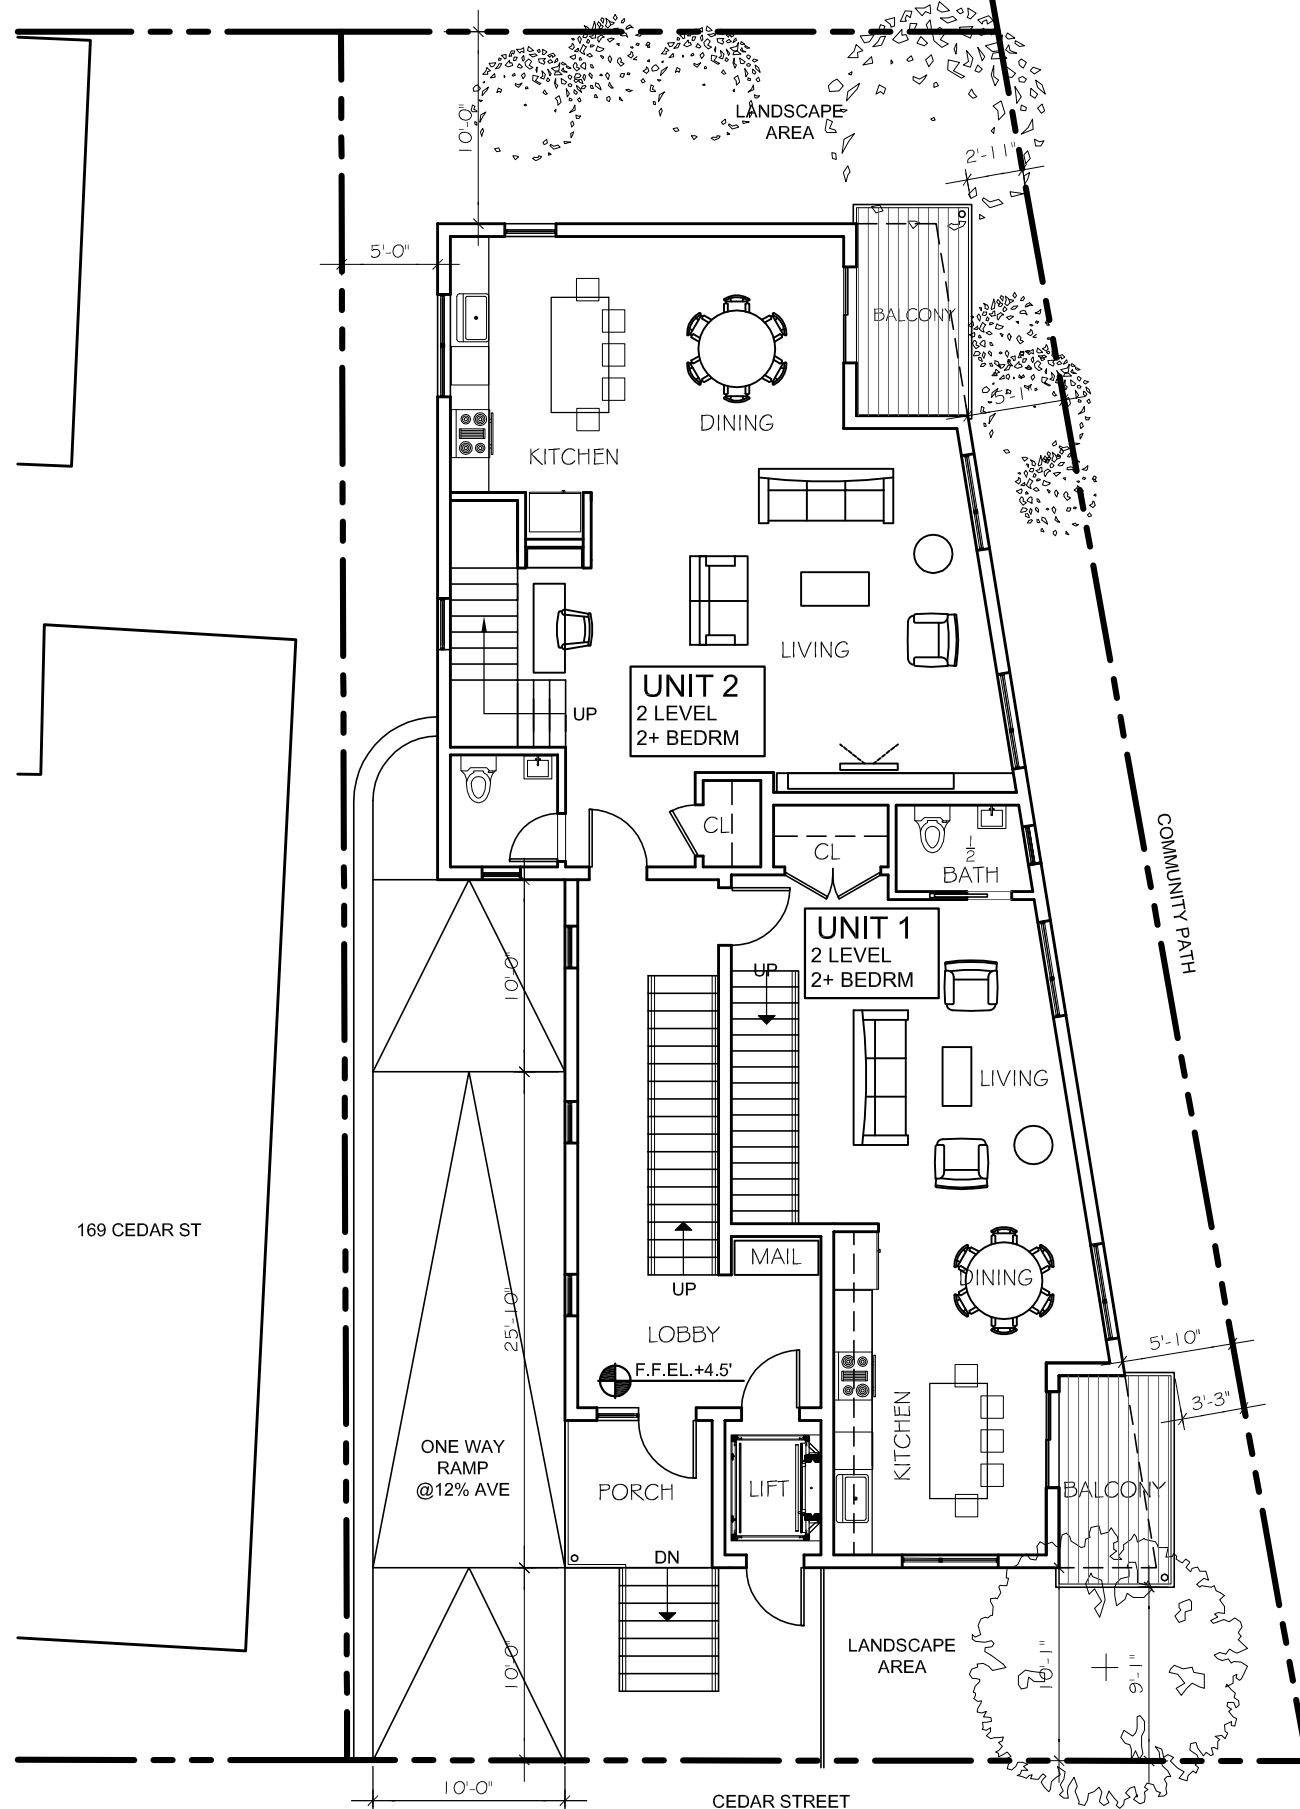 10'-0"
LANDSCAPE
AREA
2'-11"
5'-0"
BALCONY
5'-1"
DINING
KITCHEN
LIVING
UNIT 2
2 LEVEL
2+ BEDRM
UP
CL
CL
1/2
BATH
COMMUNITY PATH
UNIT 1
2 LEVEL
2+ BEDRM
UP
10'-0"
LIVING
169 CEDAR ST
MAIL
DINING
UP
25'-10"
LOBBY
F.F.EL.+4.5'
5'-10"
3'-3"
KITCHEN
ONE WAY
RAMP
@12% AVE
PORCH
LIFT
BALCONY
DN
LANDSCAPE
AREA
10'-0"
10'-1"
9'-1"
10'-0"
CEDAR STREET